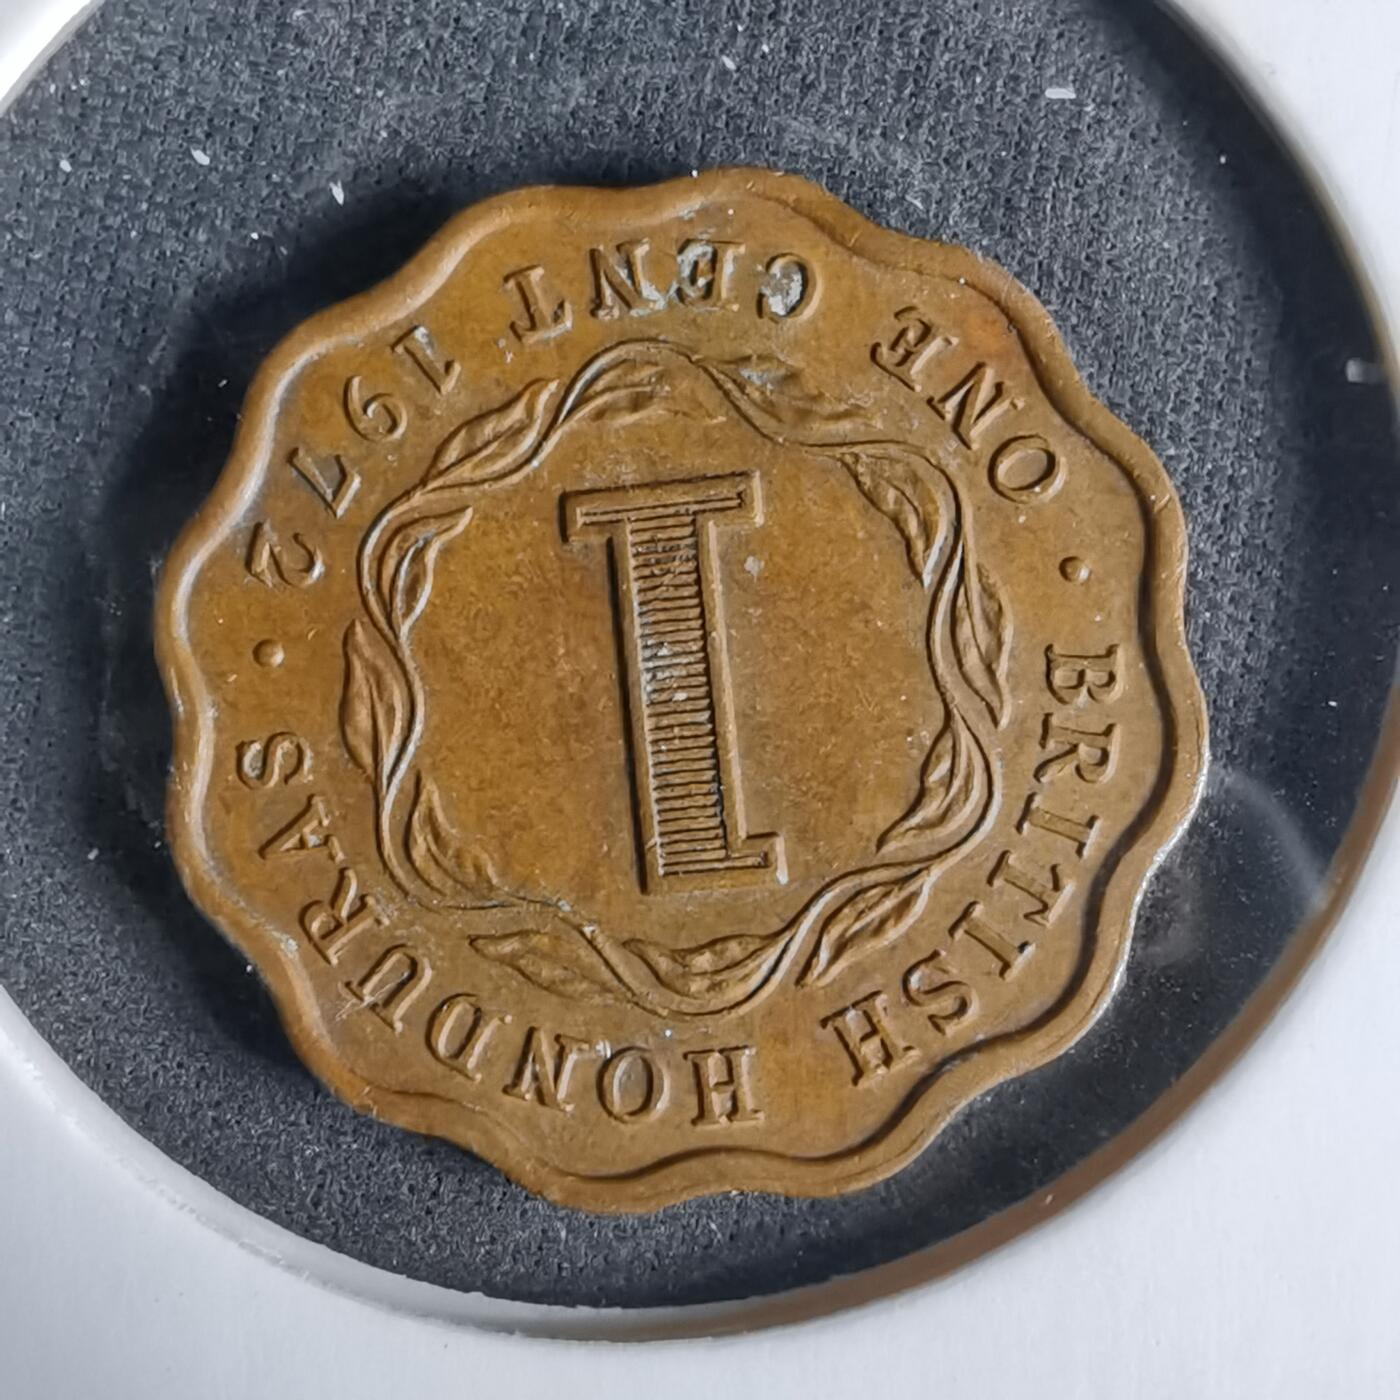 BRITISH HONDURAS
ONE CENT 1972
1